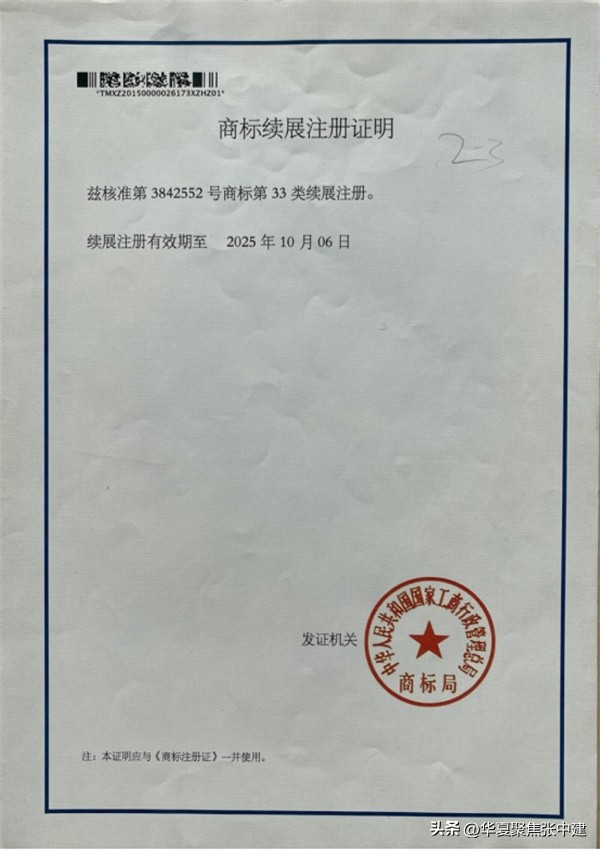 *TMXZ20150000026173XZHZ01*
商标续展注册证明
2-3
兹核准第 3842552 号商标第 33 类续展注册。
续展注册有效期至 2025 年 10 月 06 日
中华人民共和国国家工商行政管理总局
发证机关
商标局
注：本证明应与《商标注册证》一并使用。
头条 @华夏聚焦张中建